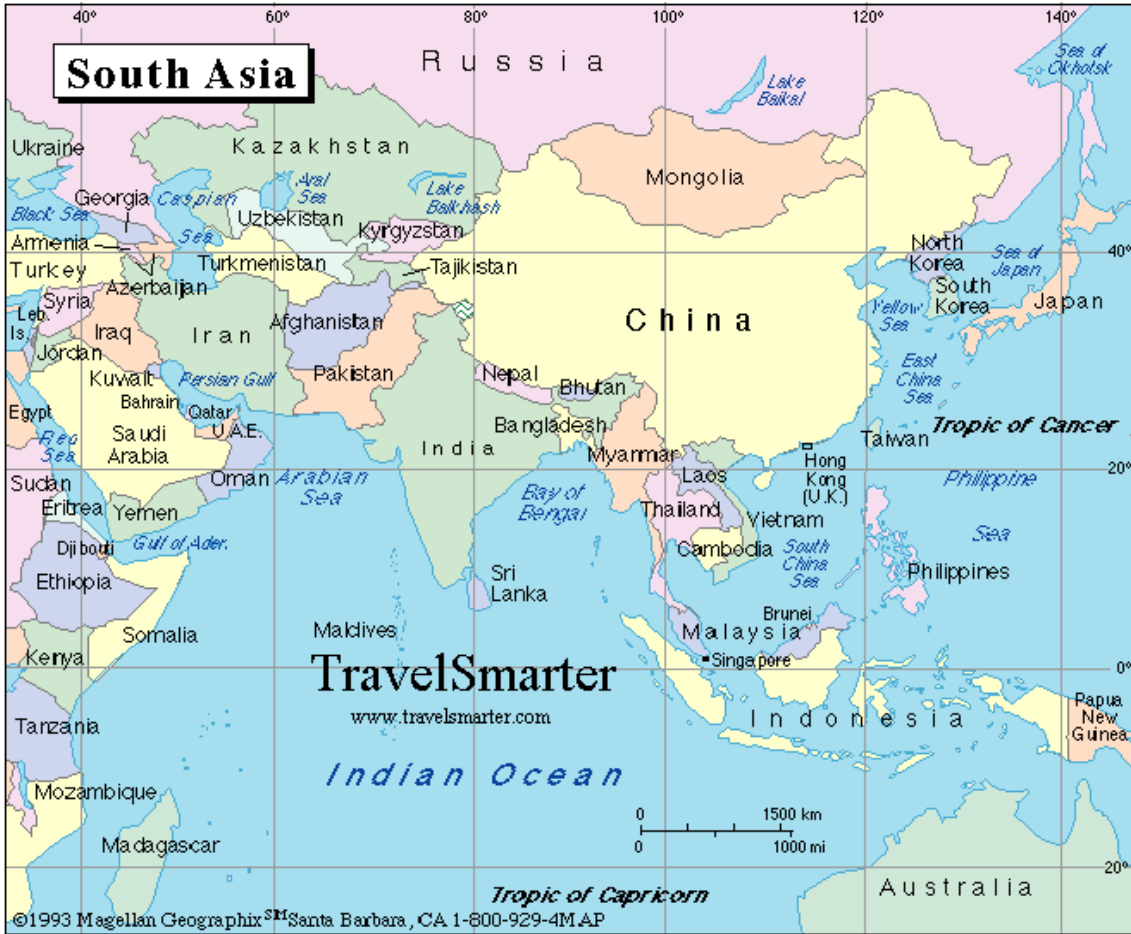 40° 60° 80° 100° 120° 140°
South Asia
Russia
Sea of
Okhotsk
Lake
Baikal
Ukraine
Kazakhstan
Mongolia
Georgia
Caspian
Sea
Aral
Sea
Lake
Balkhash
Black Sea
Uzbekistan
Kyrgyzstan
Armenia
Turkey
Azerbaijan
Turkmenistan
Tajikistan
North
Korea
Sea of
Japan
40°
Syria
Leb.
Is.
Iraq
Iran
Afghanistan
China
South
Korea
Yellow
Sea
Japan
Jordan
Kuwait
Persian Gulf
Pakistan
Nepal
Bhutan
East
China
Sea
Egypt
Bahrain
Qatar
U.A.E.
Red
Sea
Saudi
Arabia
India
Bangladesh
Myanmar
Taiwan
Tropic of Cancer
Hong
Kong
(U.K.)
20°
Sudan
Oman
Arabian
Sea
Bay of
Bengal
Laos
Philippine
Sea
Eritrea
Yemen
Thailand
Vietnam
Djibouti
Gulf of Aden
Cambodia
South
China
Sea
Ethiopia
Sri
Lanka
Philippines
Somalia
Maldives
Brunei
Malaysia
Kenya
Singapore
0°
TravelSmarter
www.travelsmarter.com
Tanzania
Indonesia
Papua
New
Guinea
Indian Ocean
Mozambique
0 1500 km
0 1000 mi
Madagascar
20°
Australia
Tropic of Capricorn
©1993 Magellan Geographix℠Santa Barbara, CA 1-800-929-4MAP